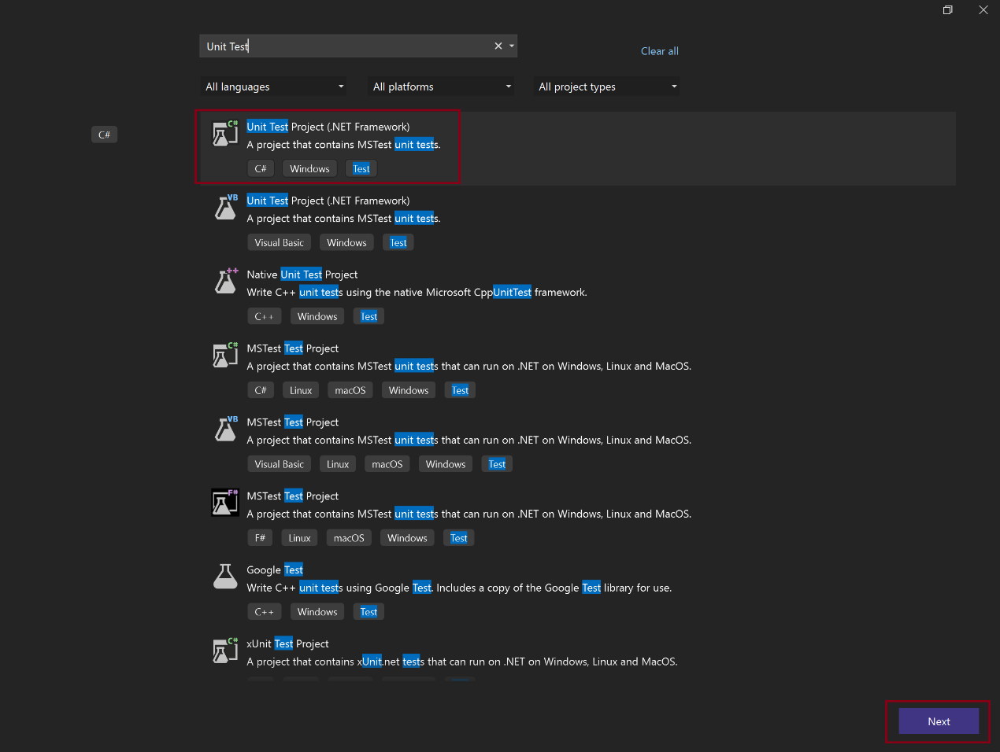 Unit Test
Clear all
All languages All platforms All project types
C#
C#
Unit Test Project (.NET Framework)
A project that contains MSTest unit tests.
C# Windows Test
VB
Unit Test Project (.NET Framework)
A project that contains MSTest unit tests.
Visual Basic Windows Test
++
Native Unit Test Project
Write C++ unit tests using the native Microsoft CppUnitTest framework.
C++ Windows Test
C#
MSTest Test Project
A project that contains MSTest unit tests that can run on .NET on Windows, Linux and MacOS.
C# Linux macOS Windows Test
VB
MSTest Test Project
A project that contains MSTest unit tests that can run on .NET on Windows, Linux and MacOS.
Visual Basic Linux macOS Windows Test
F#
MSTest Test Project
A project that contains MSTest unit tests that can run on .NET on Windows, Linux and MacOS.
F# Linux macOS Windows Test
Google Test
Write C++ unit tests using Google Test. Includes a copy of the Google Test library for use.
C++ Windows Test
C#
xUnit Test Project
A project that contains xUnit.net tests that can run on .NET on Windows, Linux and MacOS.
Next